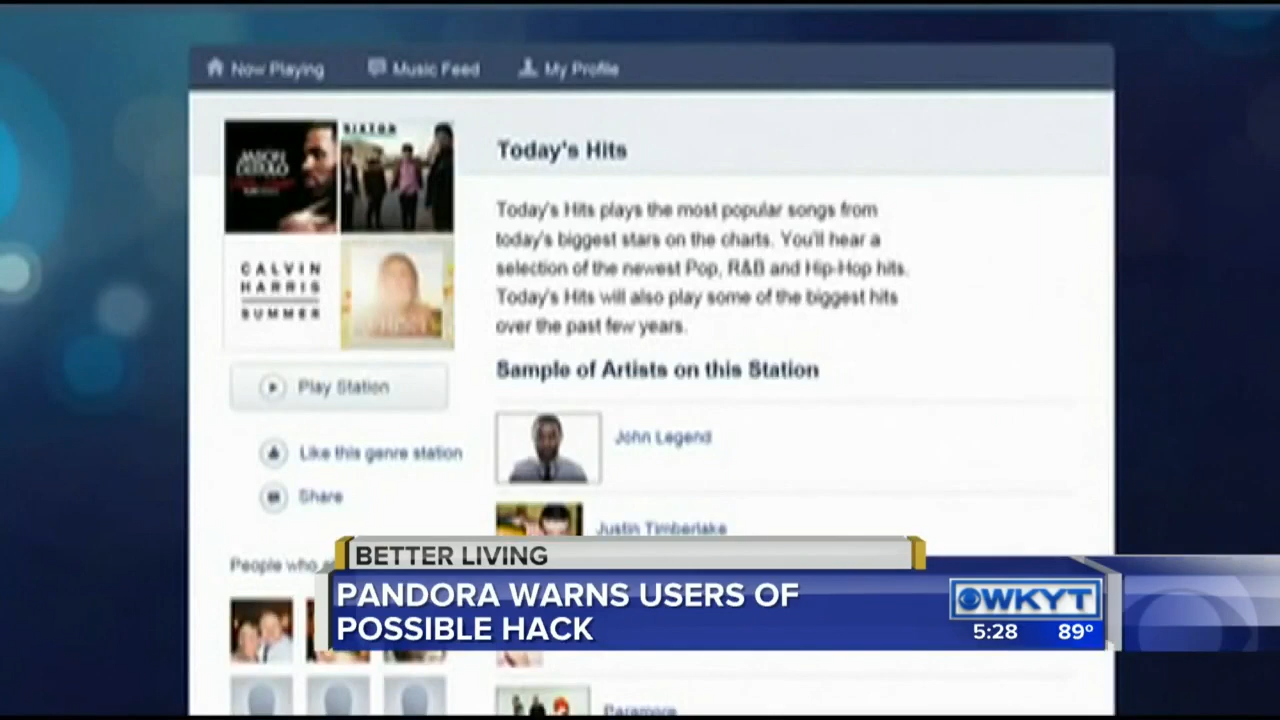 Now Playing
Music Feed
My Profile
JASON
DERULO
SIXTEE
CALVIN
HARRIS
SUMMER
Today's Hits
Today's Hits plays the most popular songs from
today's biggest stars on the charts. You'll hear a
selection of the newest Pop, R&B and Hip-Hop hits.
Today's Hits will also play some of the biggest hits
over the past few years.
Play Station
Like this genre station
Share
Sample of Artists on this Station
John Legend
Justin Timberlake
People who
Paramore
BETTER LIVING
PANDORA WARNS USERS OF
POSSIBLE HACK
WKYT
5:28 89°